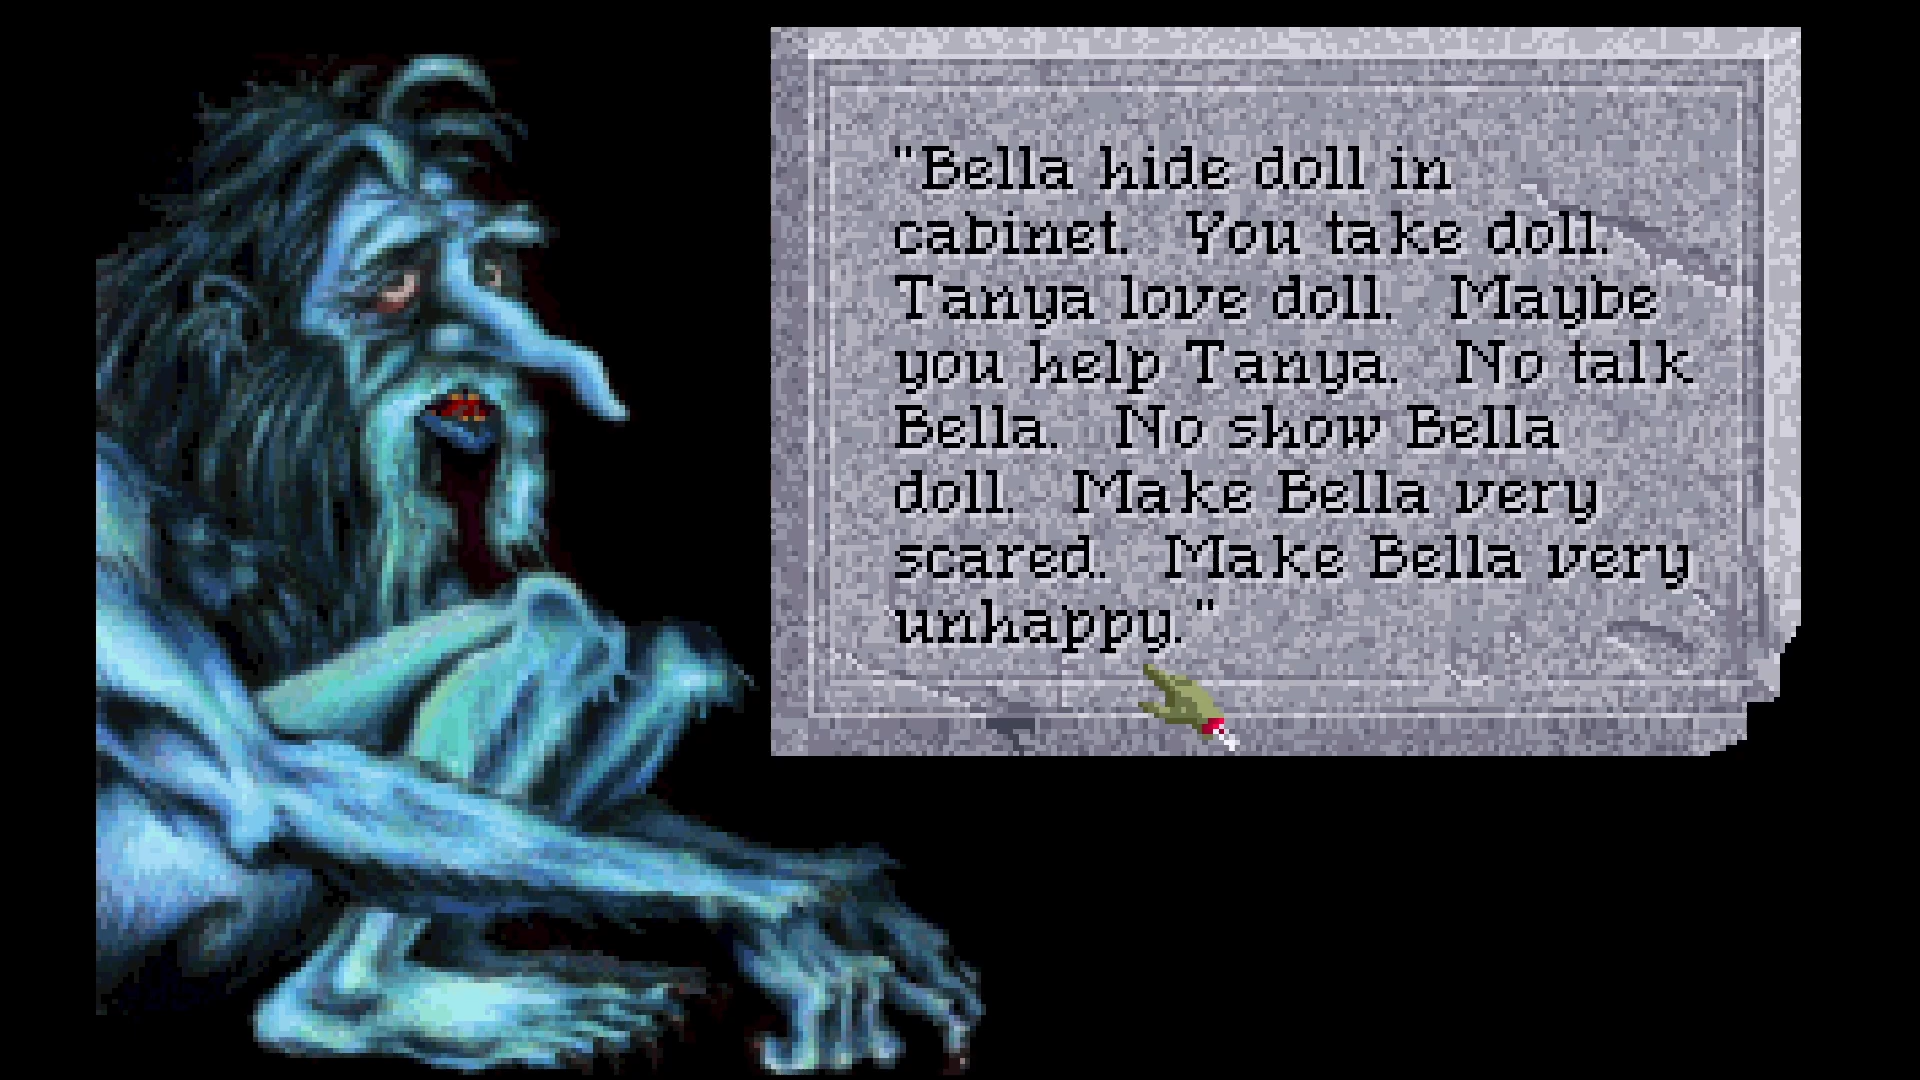 "Bella hide doll in
cabinet. You take doll.
Tanya love doll. Maybe
you help Tanya. No talk
Bella. No show Bella
doll. Make Bella very
scared. Make Bella very
unhappy."